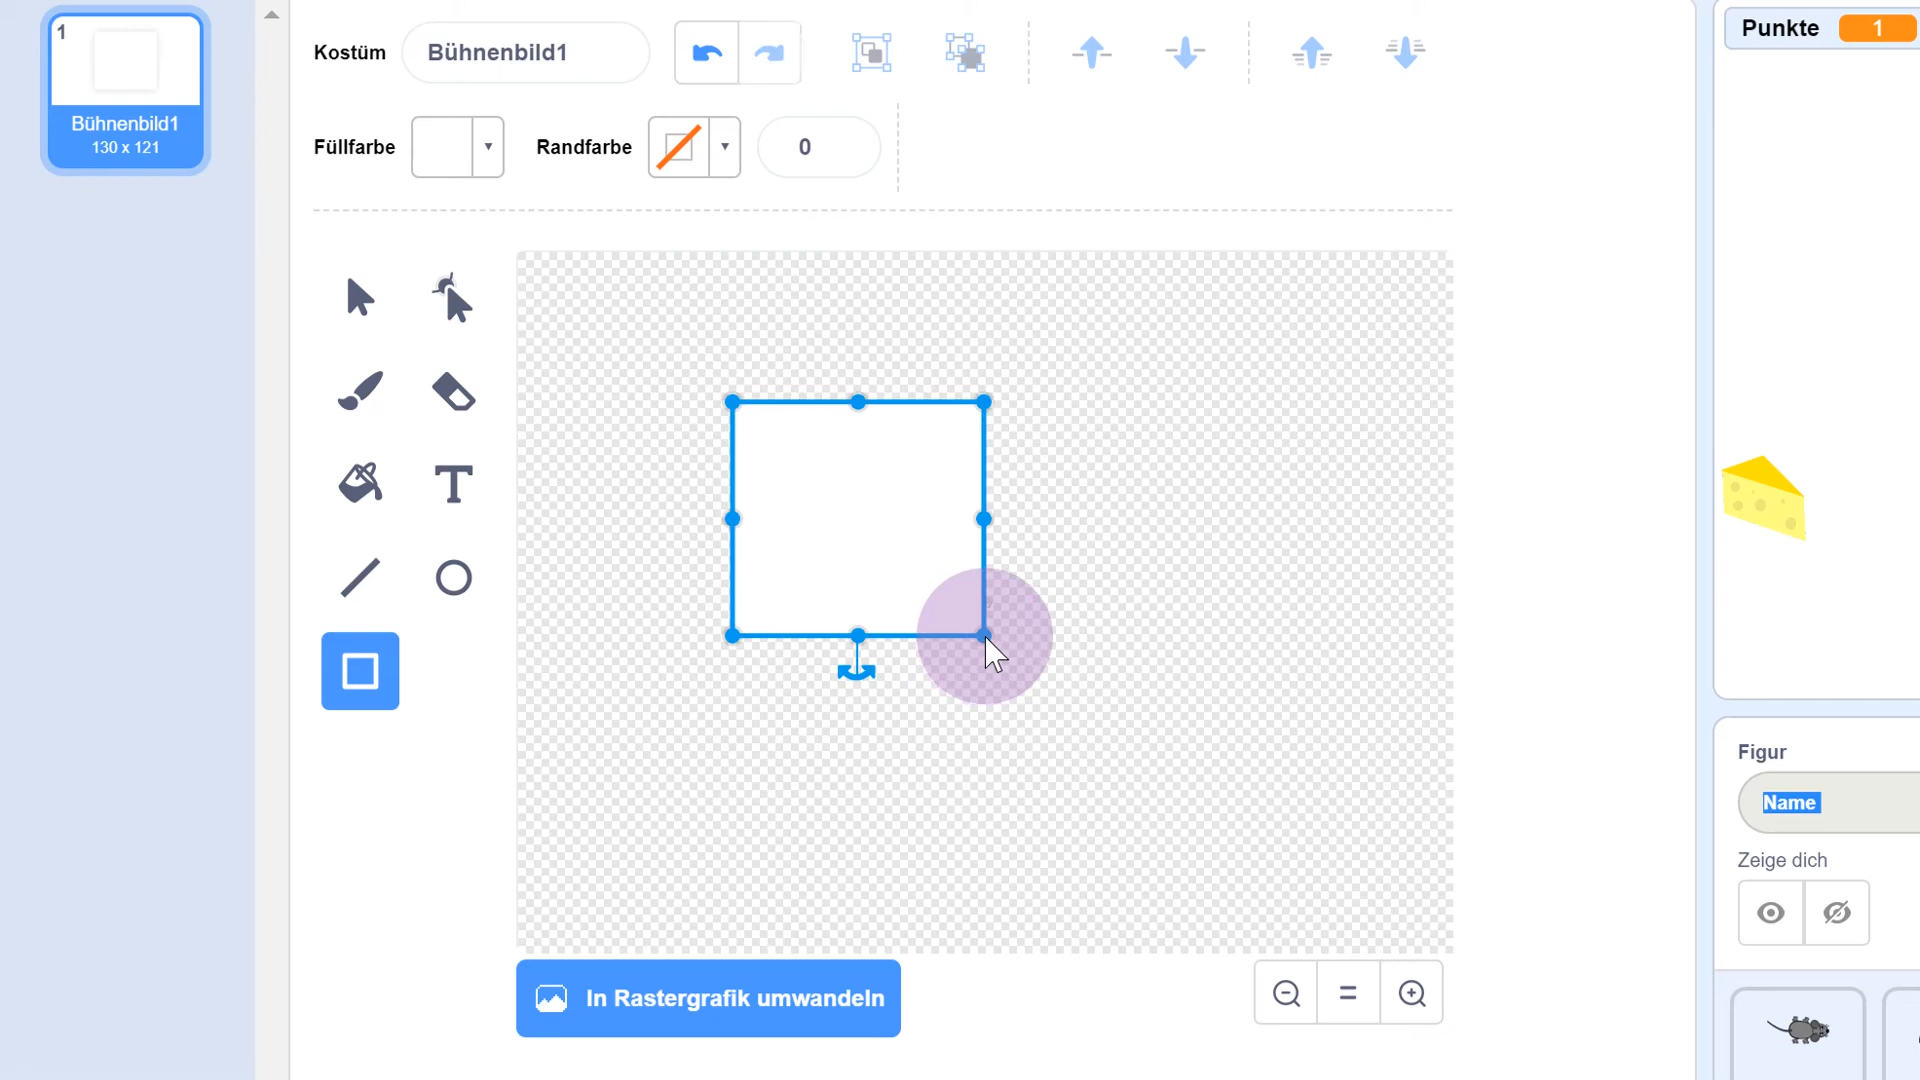 1
Bühnenbild1
130 x 121
Kostüm
Bühnenbild1
Füllfarbe
Randfarbe
0
T
In Rastergrafik umwandeln
Punkte
1
Figur
Name
Zeige dich